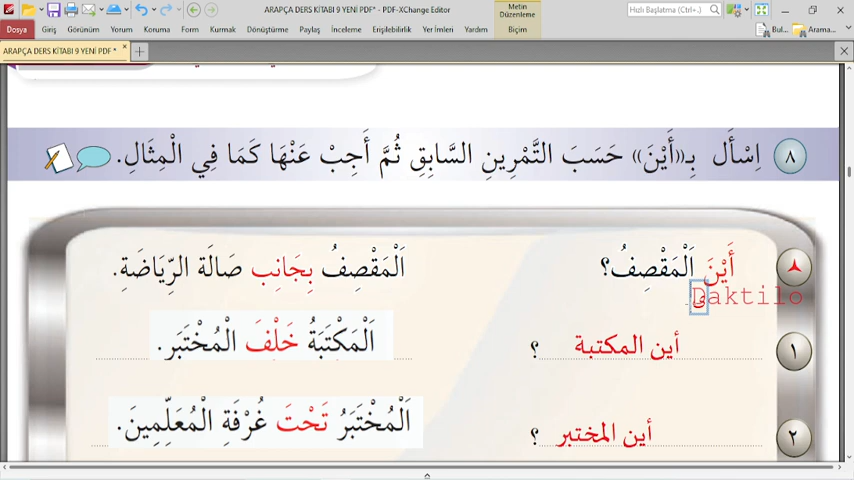 ARAPÇA DERS KİTABI 9 YENİ PDF* - PDF-XChange Editor
Metin Düzenleme
Hızlı Başlatma (Ctrl+.)
Dosya Giriş Görünüm Yorum Koruma Form Kurmak Dönüştürme Paylaş İnceleme Erişilebilirlik Yer İmleri Yardım Biçim Bul... Arama...
ARAPÇA DERS KİTABI 9 YENİ PDF *
٨ اِسْأَل بِـ«أَيْنَ» حَسَبَ التَّمْرِينِ السَّابِقِ ثُمَّ أَجِبْ عَنْهَا كَمَا فِي الْمِثَالِ.
أَيْنَ اَلْمَقْصِفُ؟ اَلْمَقْصِفُ بِجَانِبِ صَالَة الرِّيَاضَةِ.
Daktilo
١ أين المكتبة ؟ اَلْمَكْتَبَةُ خَلْفَ الْمُخْتَبَرِ.
٢ أين المختبر ؟ اَلْمُخْتَبَرُ تَحْتَ غُرْفَةِ الْمُعَلِّمِينَ.